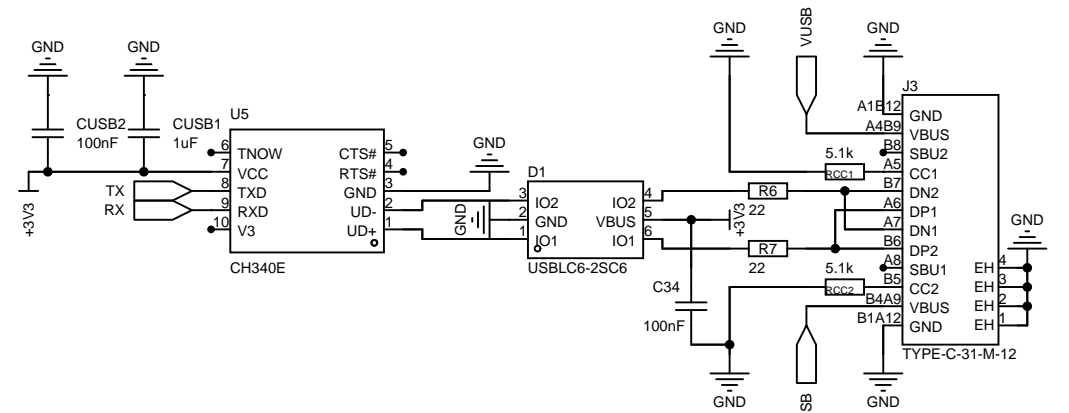 GND
GND
CUSB2
100nF
CUSB1
1uF
+3V3
TX
RX
U5
6
7
8
9
10
TNOW
VCC
TXD
RXD
V3
CTS#
RTS#
GND
UD-
UD+
5
4
3
2
1
CH340E
GND
GND
D1
3
2
1
IO2
GND
IO1
IO2
VBUS
IO1
4
5
6
USBLC6-2SC6
+3V3
C34
100nF
R6
22
R7
22
GND
VUSB
GND
5.1k
RCC1
5.1k
RCC2
GND
SB
GND
J3
A1B12
A4B9
B8
A5
B7
A6
A7
B6
A8
B5
B4A9
B1A12
GND
VBUS
SBU2
CC1
DN2
DP1
DN1
DP2
SBU1
CC2
VBUS
GND
EH
EH
EH
EH
4
3
2
1
GND
TYPE-C-31-M-12